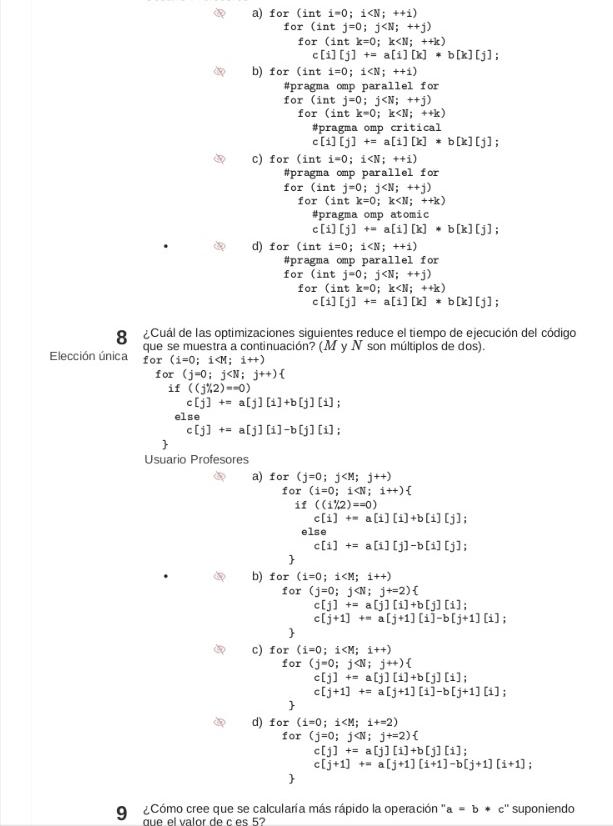 a) for (int i=0; i<N; ++i)
for (int j=0; j<N; ++j)
for (int k=0; k<N; ++k)
c[i][j] += a[i][k] * b[k][j];
b) for (int i=0; i<N; ++i)
#pragma omp parallel for
for (int j=0; j<N; ++j)
for (int k=0; k<N; ++k)
#pragma omp critical
c[i][j] += a[i][k] * b[k][j];
c) for (int i=0; i<N; ++i)
#pragma omp parallel for
for (int j=0; j<N; ++j)
for (int k=0; k<N; ++k)
#pragma omp atomic
c[i][j] += a[i][k] * b[k][j];
• d) for (int i=0; i<N; ++i)
#pragma omp parallel for
for (int j=0; j<N; ++j)
for (int k=0; k<N; ++k)
c[i][j] += a[i][k] * b[k][j];
8 ¿Cuál de las optimizaciones siguientes reduce el tiempo de ejecución del código
que se muestra a continuación? (M y N son múltiplos de dos).
Elección única for (i=0; i<M; i++)
for (j=0; j<N; j++){
if ((j%2)==0)
c[j] += a[j][i]+b[j][i];
else
c[j] += a[j][i]-b[j][i];
}
Usuario Profesores
a) for (j=0; j<M; j++)
for (i=0; i<N; i++){
if ((i%2)==0)
c[i] += a[i][i]+b[i][j];
else
c[i] += a[i][j]-b[i][j];
}
• b) for (i=0; i<M; i++)
for (j=0; j<N; j+=2){
c[j] += a[j][i]+b[j][i];
c[j+1] += a[j+1][i]-b[j+1][i];
}
c) for (i=0; i<M; i++)
for (j=0; j<N; j++){
c[j] += a[j][i]+b[j][i];
c[j+1] += a[j+1][i]-b[j+1][i];
}
d) for (i=0; i<M; i+=2)
for (j=0; j<N; j+=2){
c[j] += a[j][i]+b[j][i];
c[j+1] += a[j+1][i+1]-b[j+1][i+1];
}
9 ¿Cómo cree que se calcularía más rápido la operación "a = b * c" suponiendo
que el valor de c es 5?